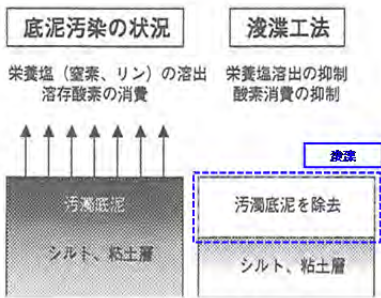 底泥汚染の状況
浚渫工法
栄養塩（窒素、リン）の溶出
溶存酸素の消費
栄養塩溶出の抑制
酸素消費の抑制
浚渫
汚濁底泥
汚濁底泥を除去
シルト、粘土層
シルト、粘土層